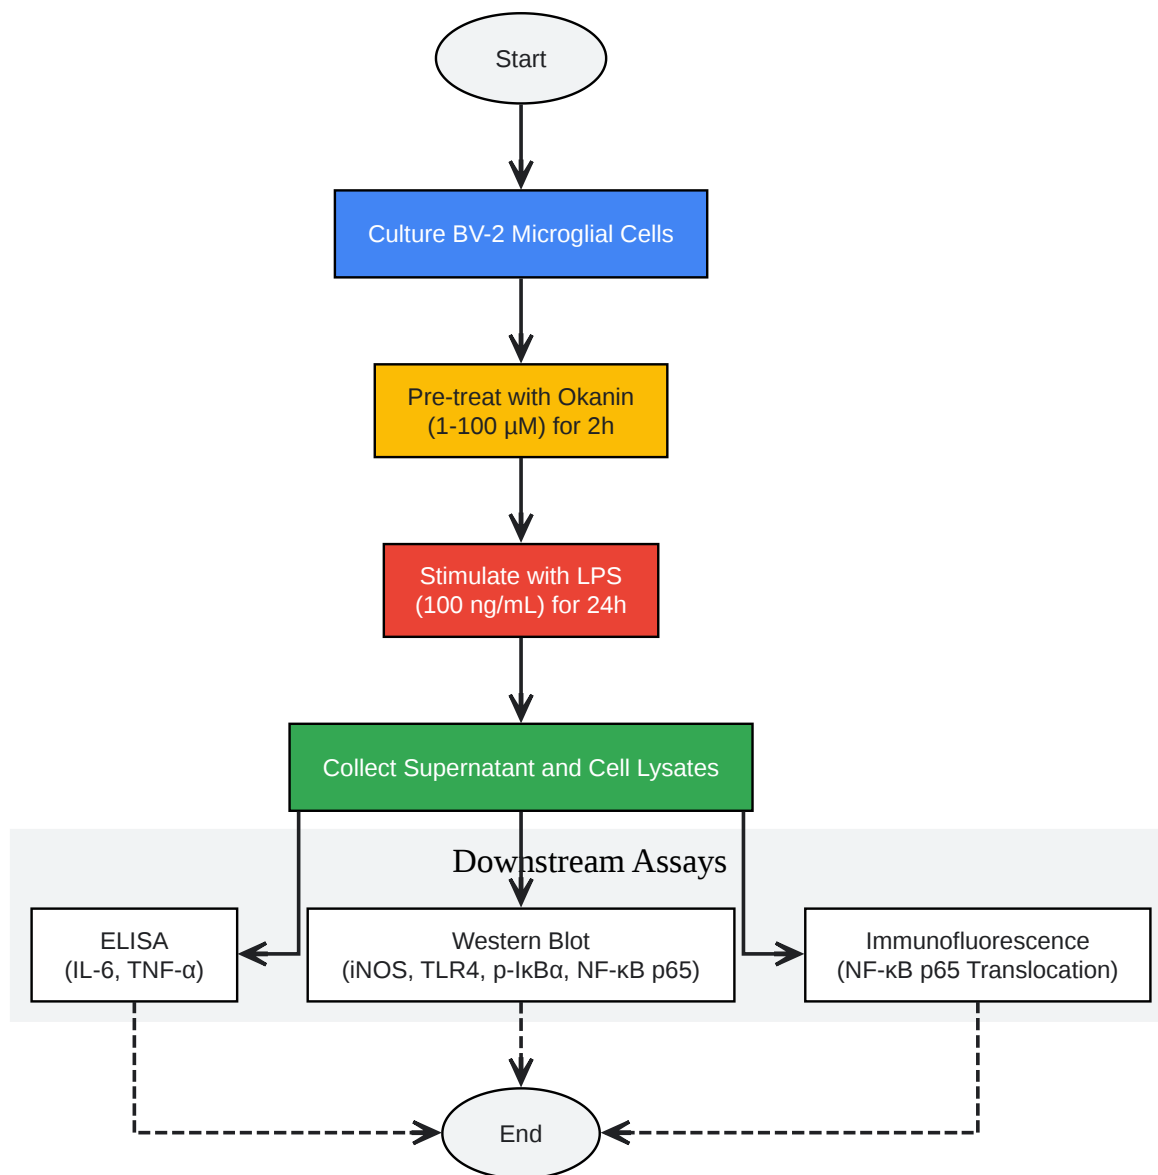 Start
Culture BV-2 Microglial Cells
Pre-treat with Okanin
(1-100 µM) for 2h
Stimulate with LPS
(100 ng/mL) for 24h
Collect Supernatant and Cell Lysates
Downstream Assays
ELISA
(IL-6, TNF-α)
Western Blot
(iNOS, TLR4, p-IκBα, NF-κB p65)
Immunofluorescence
(NF-κB p65 Translocation)
End